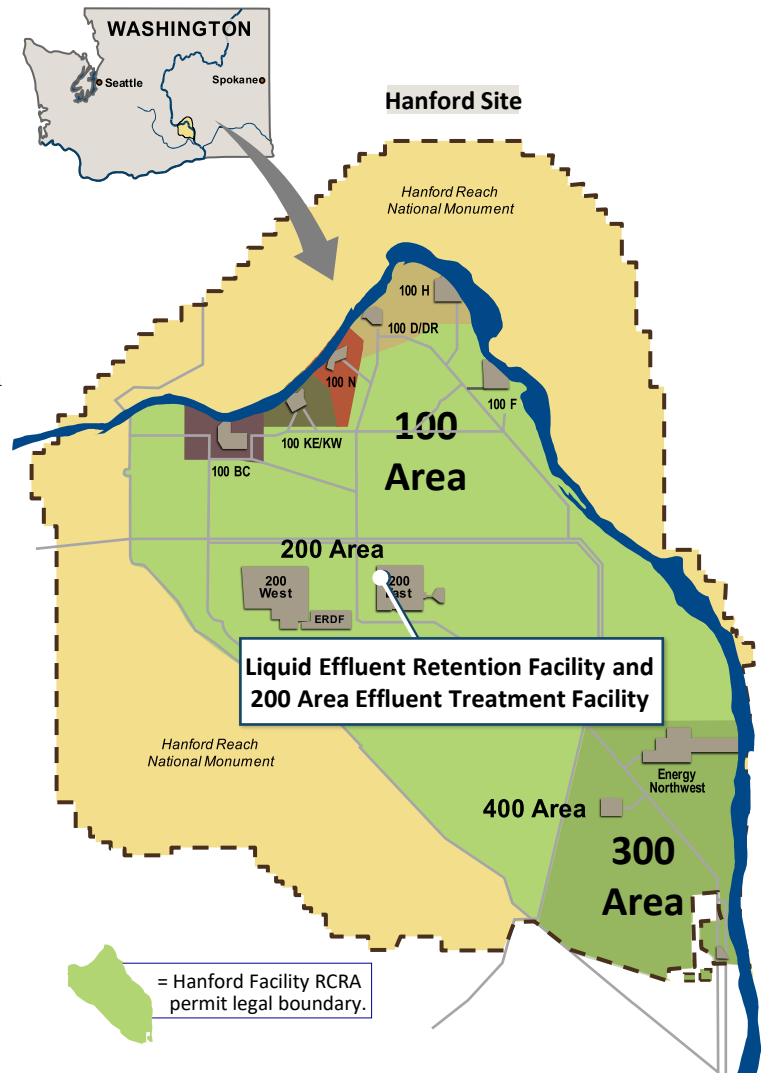 WASHINGTON
Seattle
Spokane
Hanford Site
Hanford Reach
National Monument
100 H
100 D/DR
100 N
100 F
100 KE/KW
100 BC
100
Area
200 Area
200
West
200
East
ERDF
Liquid Effluent Retention Facility and
200 Area Effluent Treatment Facility
Hanford Reach
National Monument
Energy
Northwest
400 Area
300
Area
= Hanford Facility RCRA
permit legal boundary.